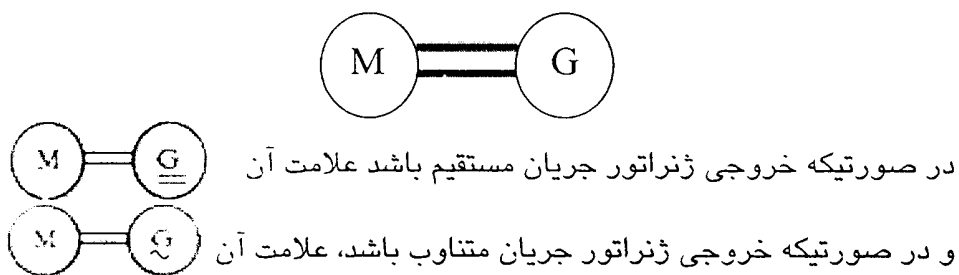 M G
در صورتیکه خروجی ژنراتور جریان مستقیم باشد علامت آن M G
و در صورتیکه خروجی ژنراتور جریان متناوب باشد، علامت آن M G